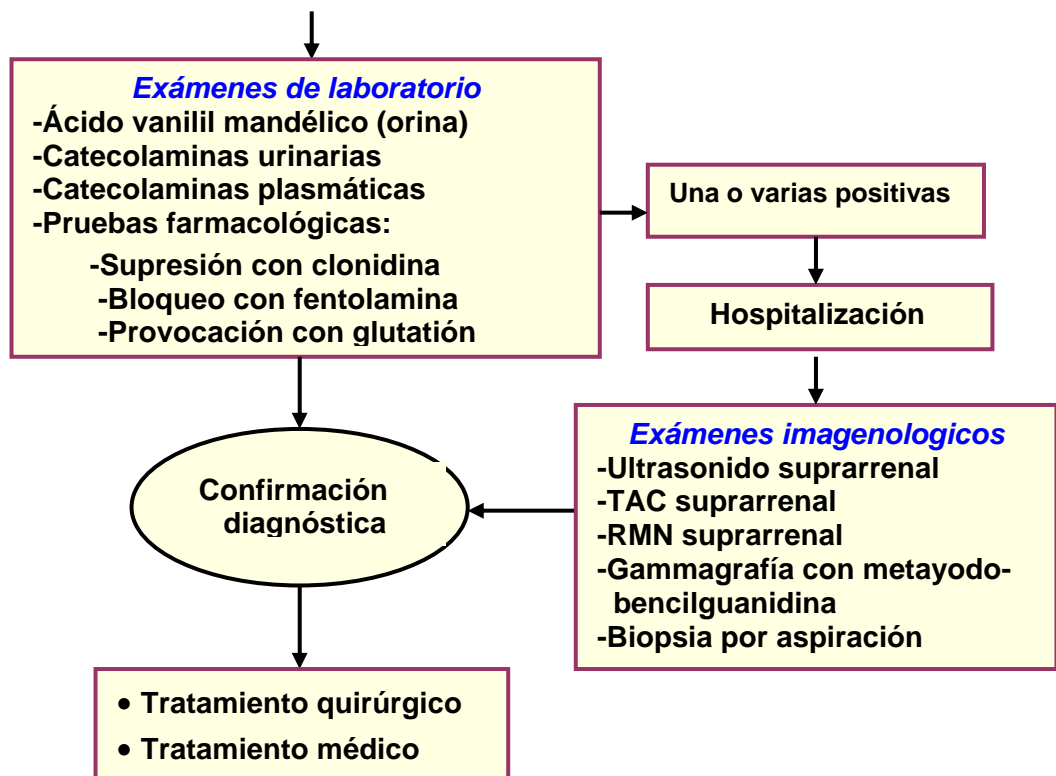 Exámenes de laboratorio
-Ácido vanilil mandélico (orina)
-Catecolaminas urinarias
-Catecolaminas plasmáticas
-Pruebas farmacológicas:
-Supresión con clonidina
-Bloqueo con fentolamina
-Provocación con glutatión
Una o varias positivas
Hospitalización
Exámenes imagenologicos
-Ultrasonido suprarrenal
-TAC suprarrenal
-RMN suprarrenal
-Gammagrafía con metayodo-
bencilguanidina
-Biopsia por aspiración
Confirmación
diagnóstica
• Tratamiento quirúrgico
• Tratamiento médico